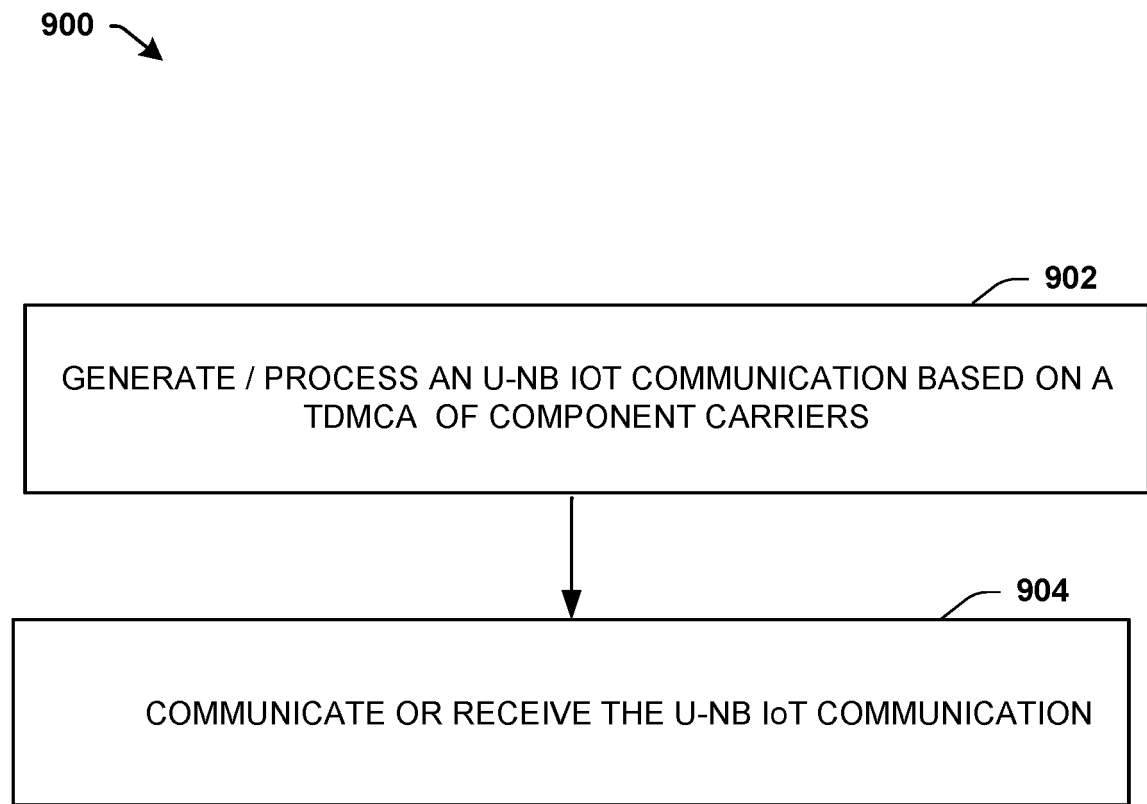 900
902
GENERATE / PROCESS AN U-NB IOT COMMUNICATION BASED ON A
TDMCA OF COMPONENT CARRIERS
904
COMMUNICATE OR RECEIVE THE U-NB IoT COMMUNICATION